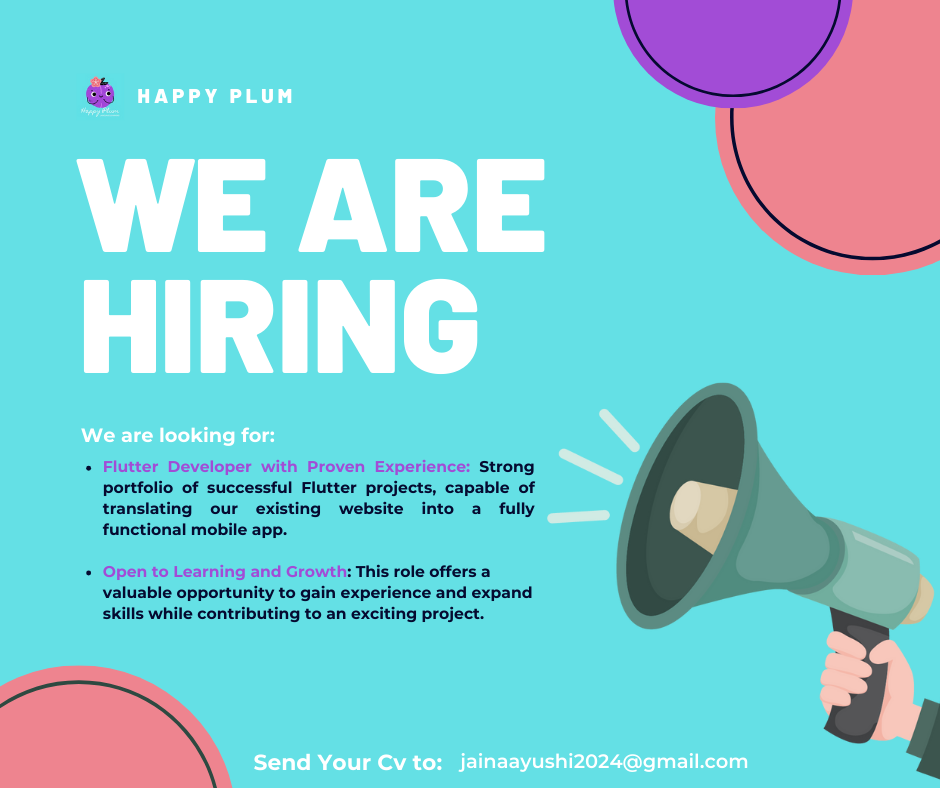 Happy Plum
HAPPY PLUM
WE ARE
HIRING
We are looking for:
• Flutter Developer with Proven Experience: Strong
portfolio of successful Flutter projects, capable of
translating our existing website into a fully
functional mobile app.
• Open to Learning and Growth: This role offers a
valuable opportunity to gain experience and expand
skills while contributing to an exciting project.
Send Your Cv to: jainaayushi2024@gmail.com